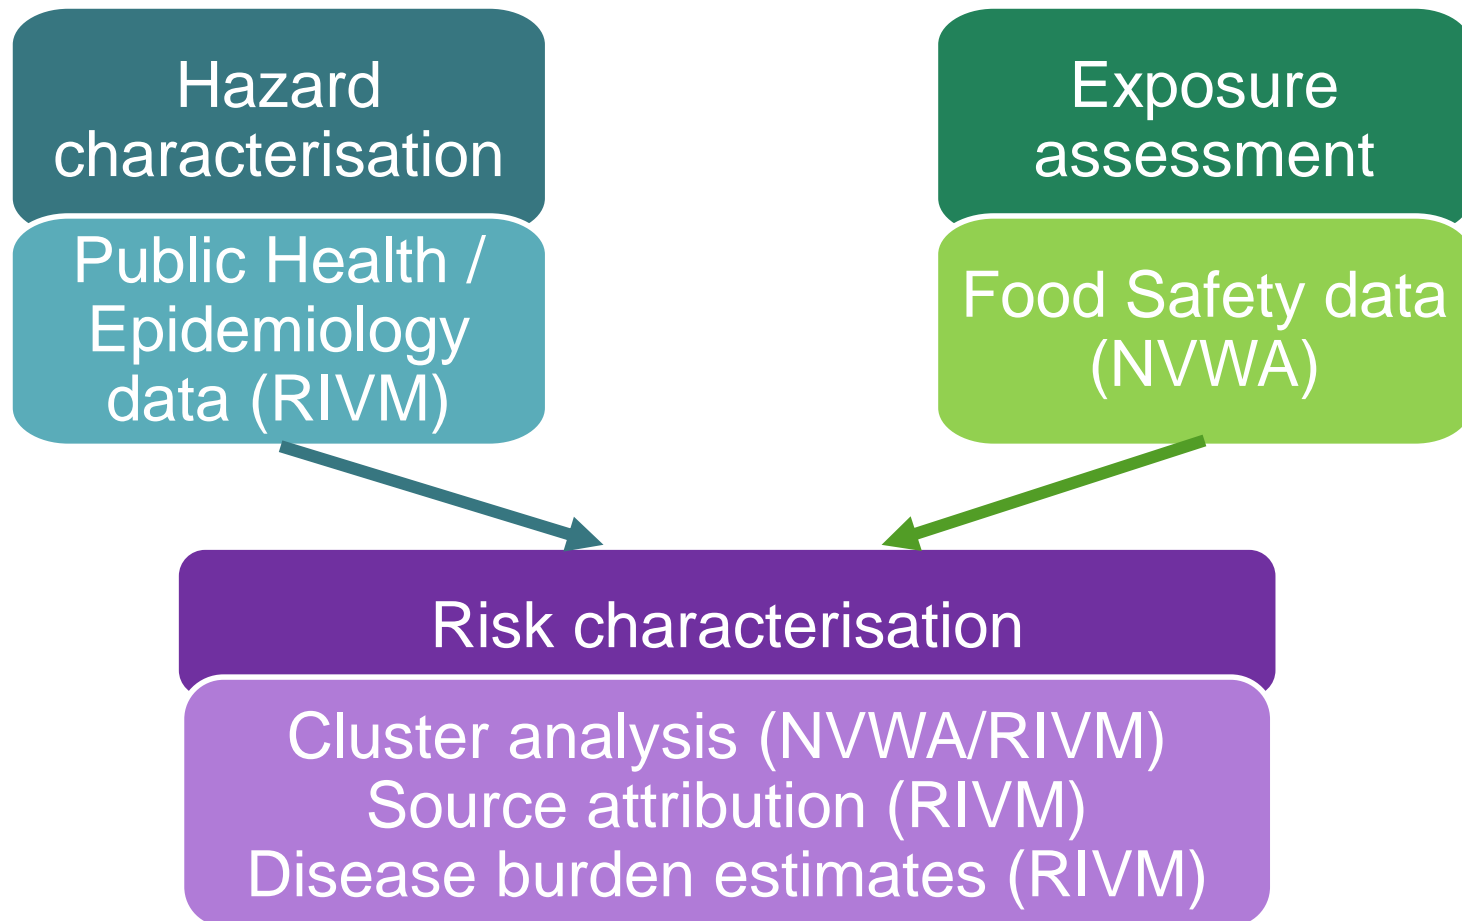 Hazard
characterisation
Public Health /
Epidemiology
data (RIVM)
Exposure
assessment
Food Safety data
(NVWA)
Risk characterisation
Cluster analysis (NVWA/RIVM)
Source attribution (RIVM)
Disease burden estimates (RIVM)